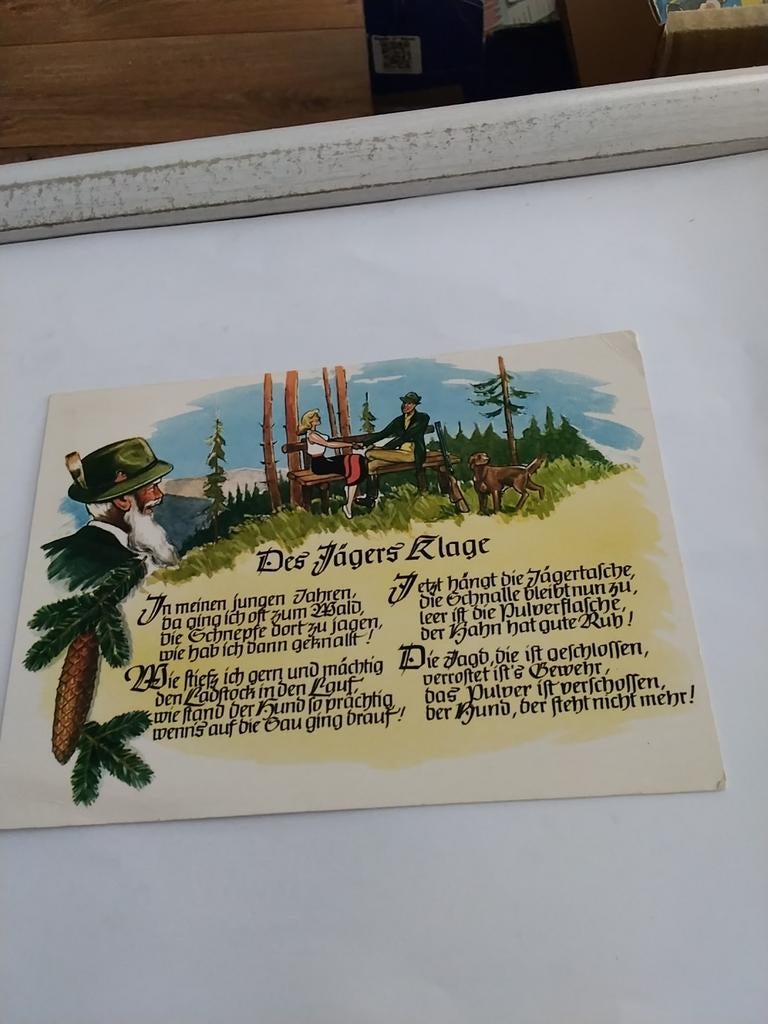 Des Jägers Klage
In meinen jungen Jahren,
da ging ich oft zum Wald,
die Schnepfe dort zu jagen,
wie hab ich dann geknallt!
Wie stieß ich gern und mächtig
den Ladstock in den Lauf,
wie stand der Hund so prächtig
wenn's auf die Sau ging drauf!
Jetzt hängt die Jägertasche,
die Schnalle bleibt nun zu,
leer ist die Pulverflasche,
der Hahn hat gute Ruh!
Die Jagd, die ist geschlossen,
verrostet ist's Gewehr,
das Pulver ist verschossen,
der Hund, der steht nicht mehr!